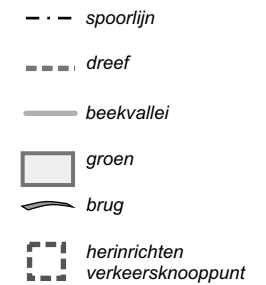 spoorlijn
dreef
beekvallei
groen
brug
herinrichten
verkeersknooppunt